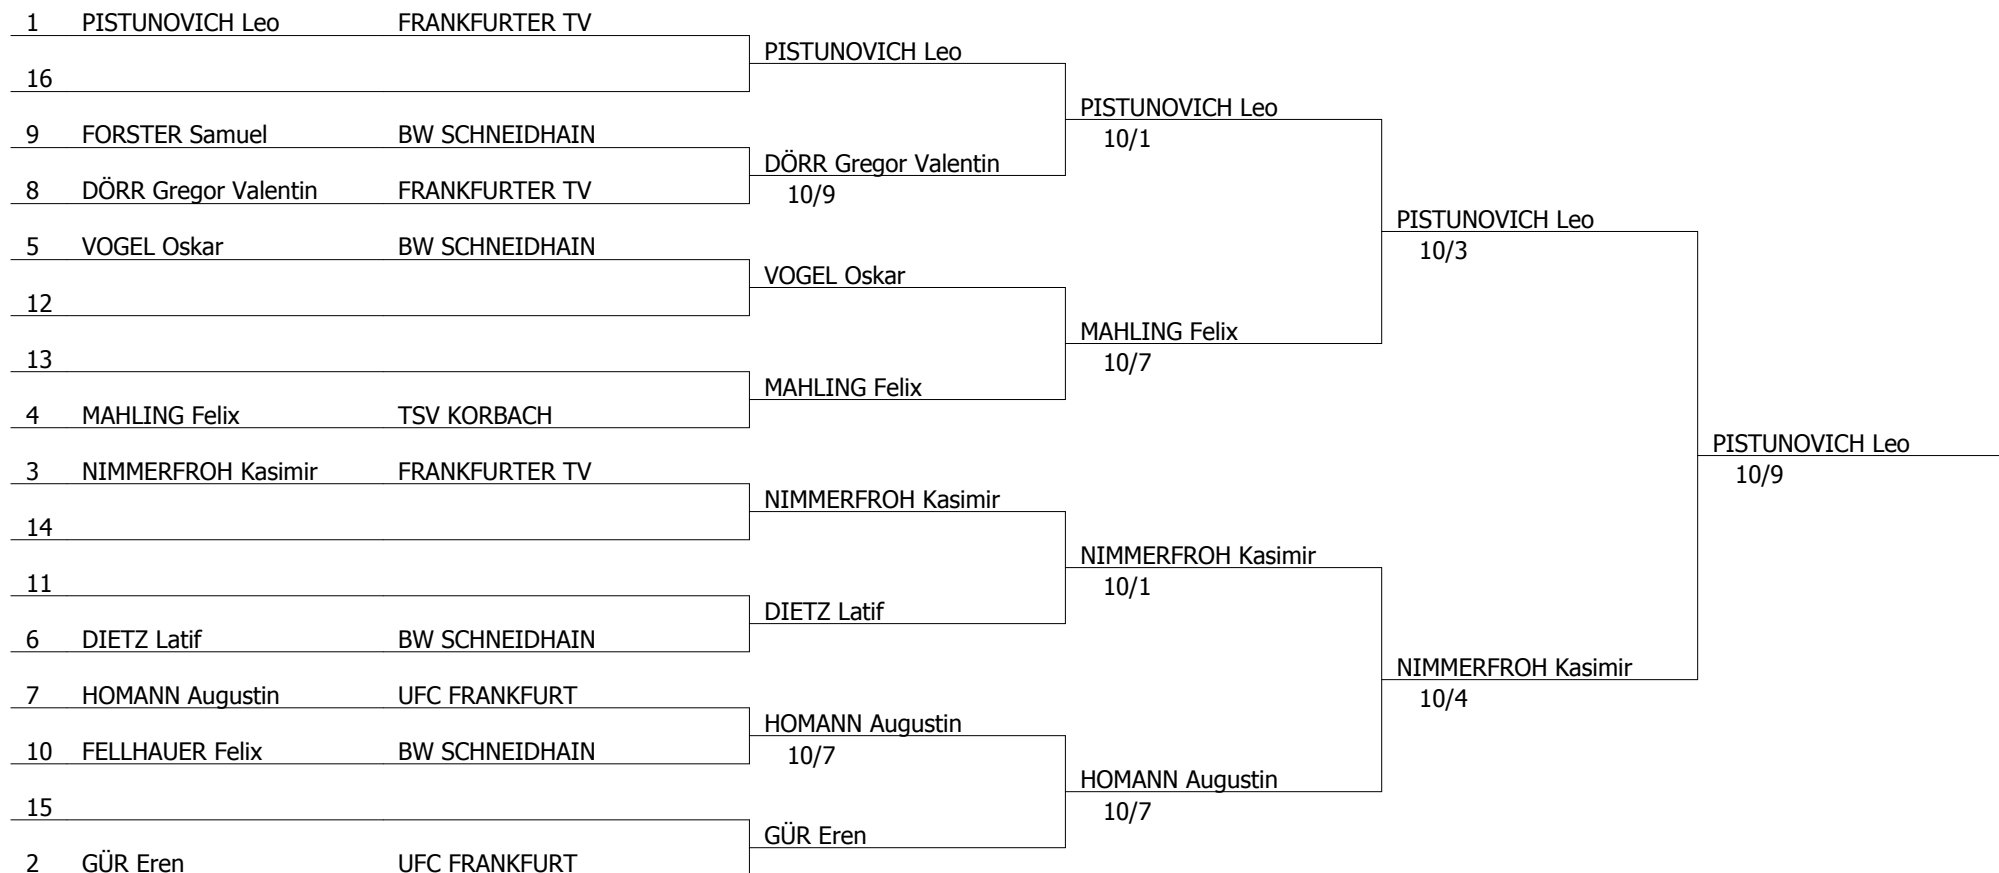 1 PISTUNOVICH Leo FRANKFURTER TV
16
9 FORSTER Samuel BW SCHNEIDHAIN
8 DÖRR Gregor Valentin FRANKFURTER TV
5 VOGEL Oskar BW SCHNEIDHAIN
12
13
4 MAHLING Felix TSV KORBACH
3 NIMMERFROH Kasimir FRANKFURTER TV
14
11
6 DIETZ Latif BW SCHNEIDHAIN
7 HOMANN Augustin UFC FRANKFURT
10 FELLHAUER Felix BW SCHNEIDHAIN
15
2 GÜR Eren UFC FRANKFURT
PISTUNOVICH Leo
DÖRR Gregor Valentin
10/9
VOGEL Oskar
MAHLING Felix
NIMMERFROH Kasimir
DIETZ Latif
HOMANN Augustin
10/7
GÜR Eren
PISTUNOVICH Leo
10/1
MAHLING Felix
10/7
NIMMERFROH Kasimir
10/1
HOMANN Augustin
10/7
PISTUNOVICH Leo
10/3
NIMMERFROH Kasimir
10/4
PISTUNOVICH Leo
10/9